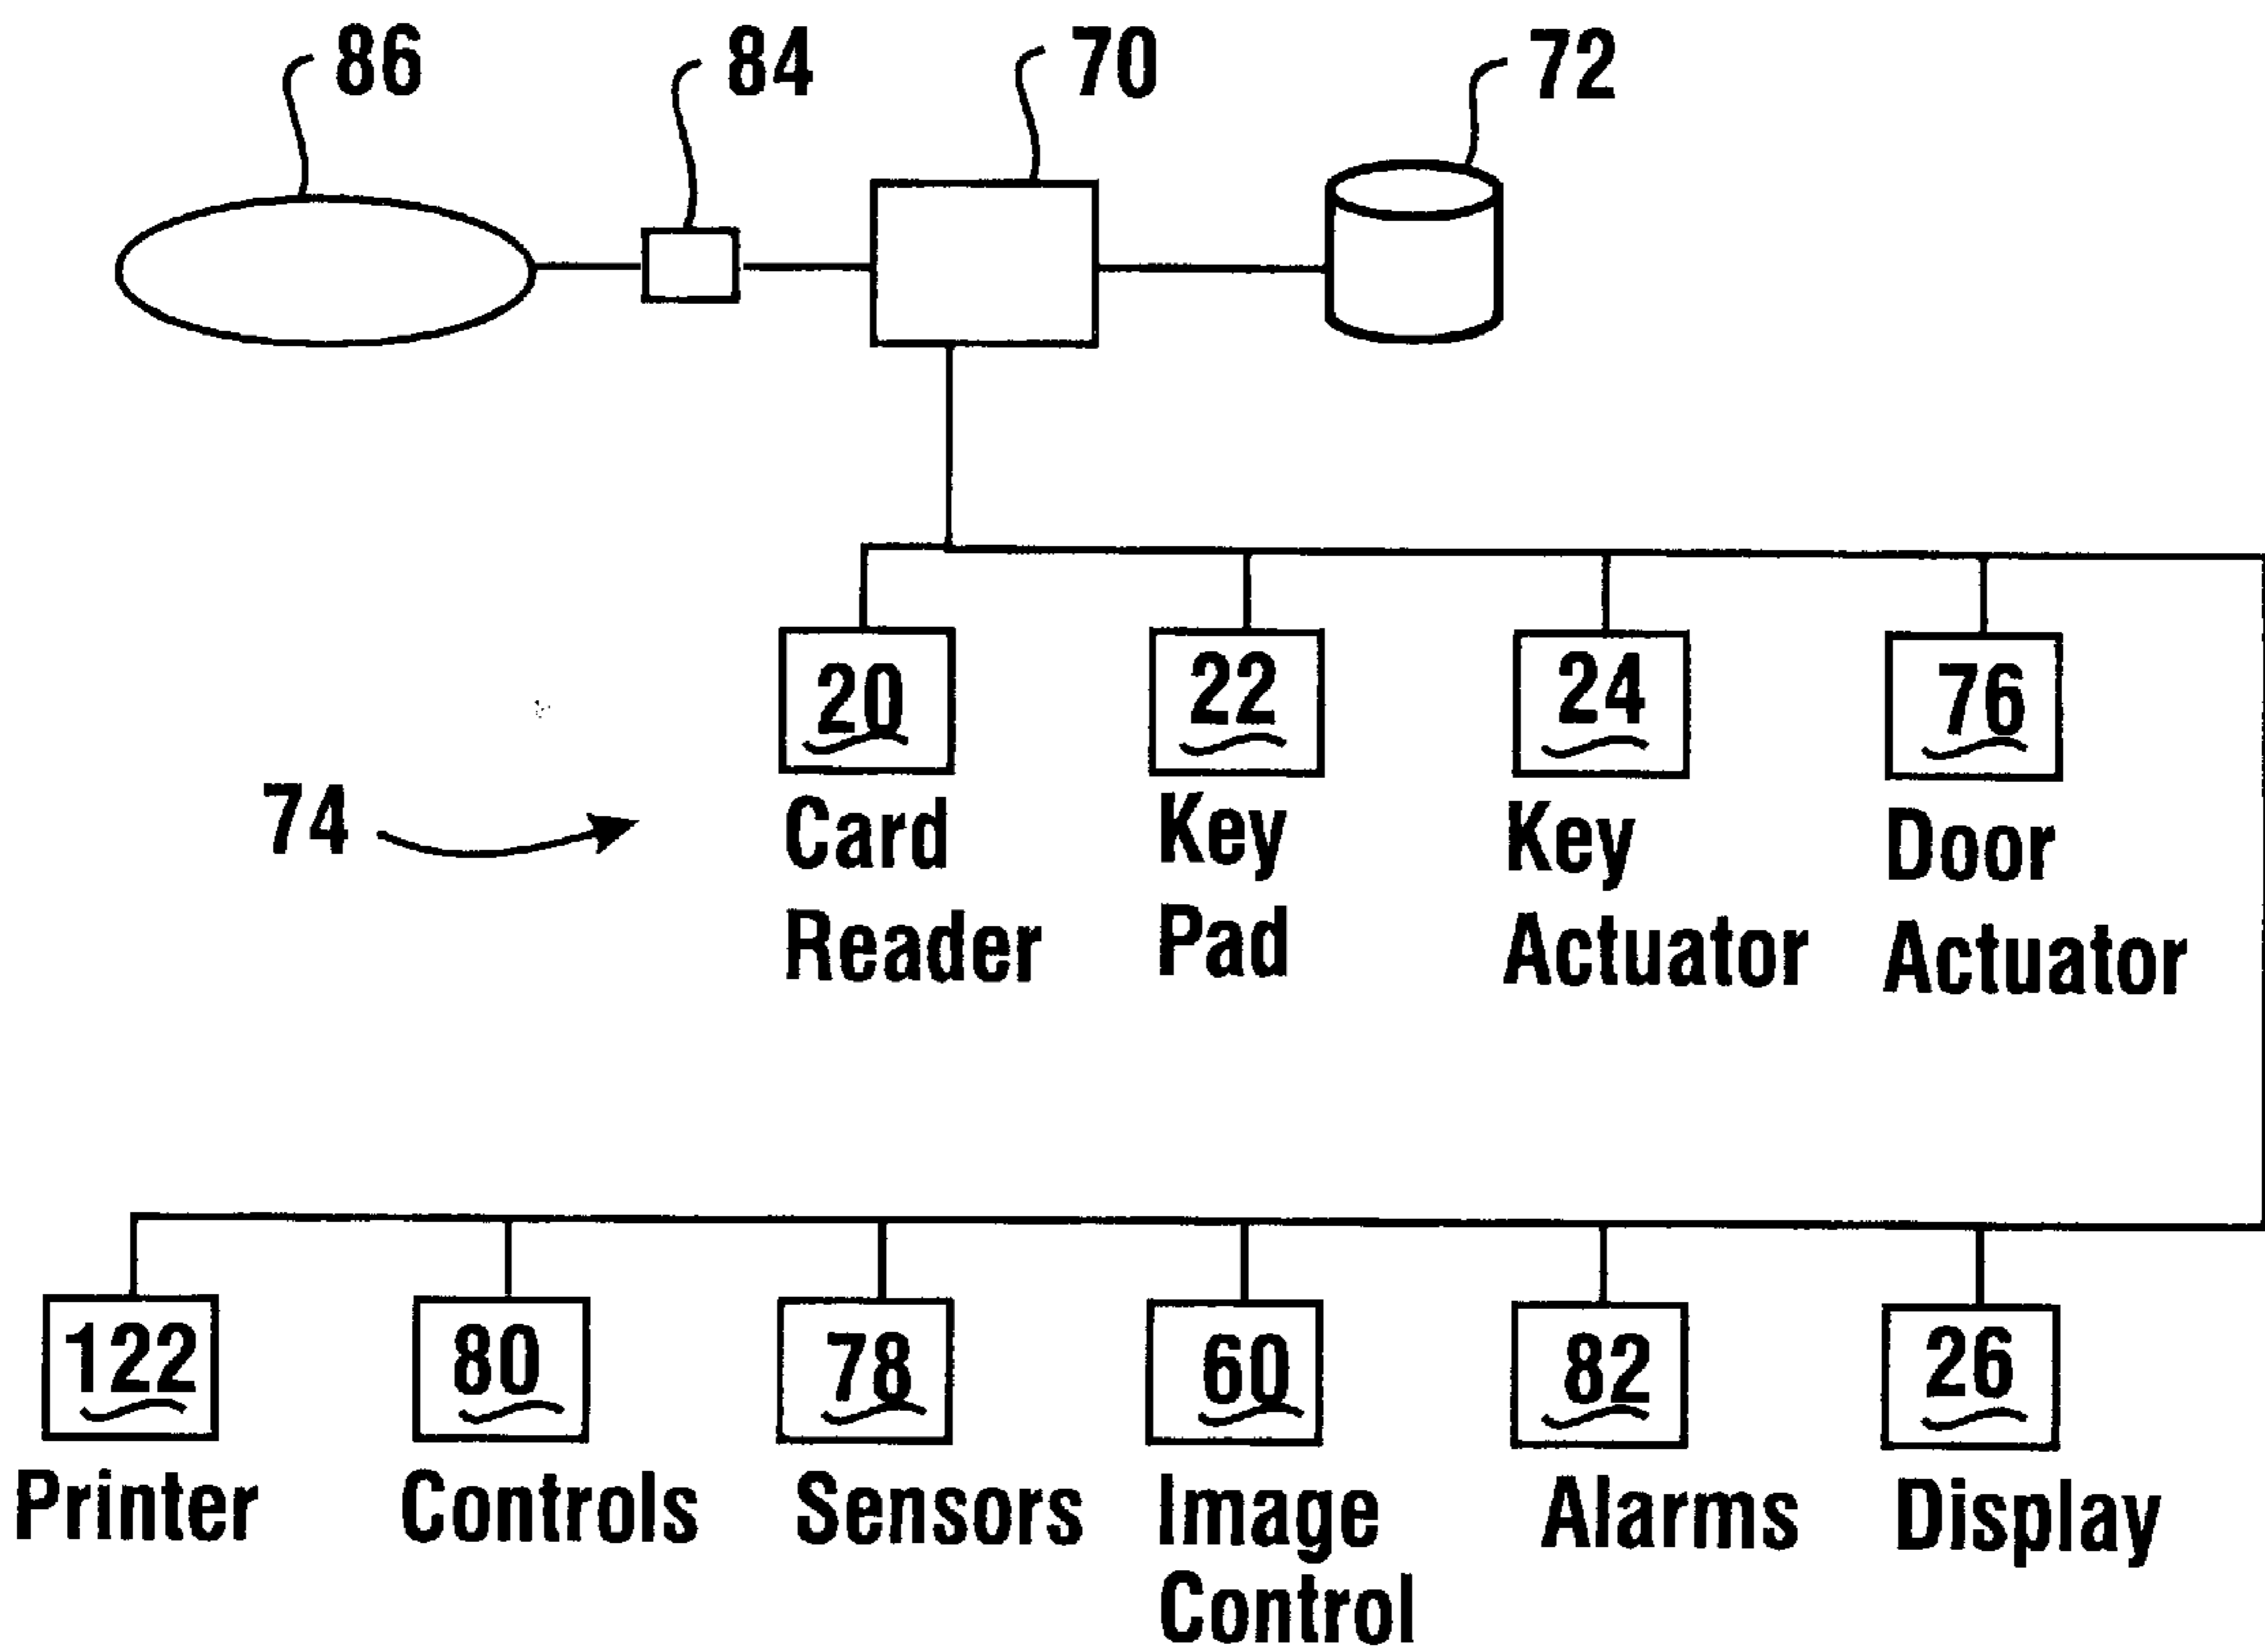 86 84 70 72
20 22 24 76
74
Card Key Key Door
Reader Pad Actuator Actuator
122 80 78 60 82 26
Printer Controls Sensors Image Alarms Display
Control